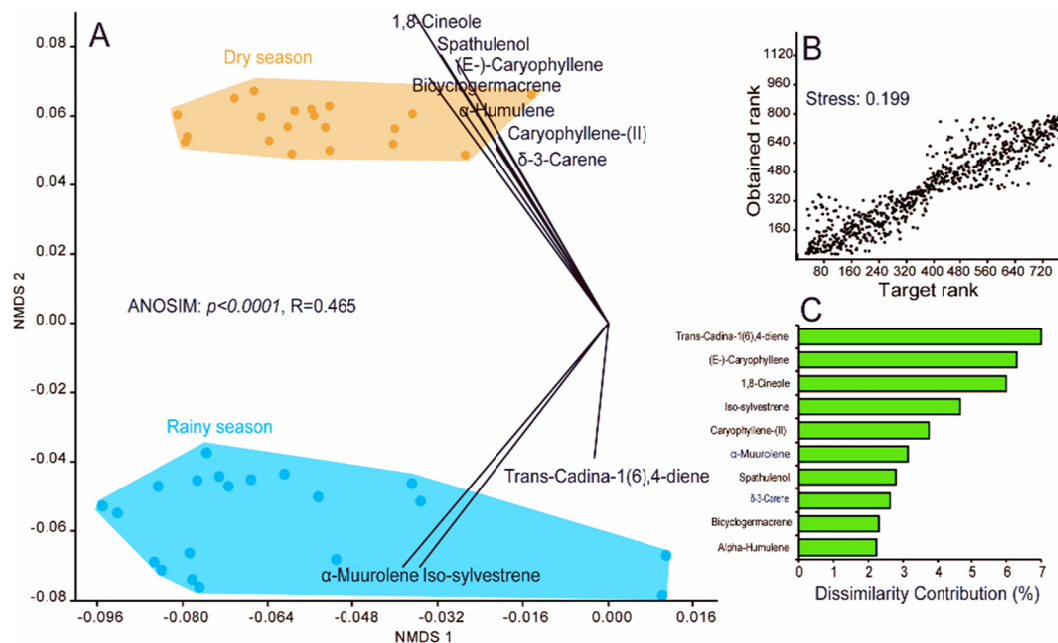 A
1,8-Cineole
Spathulenol
(E-)-Caryophyllene
Bicyclogermacrene
α-Humulene
Caryophyllene-(II)
δ-3-Carene
Dry season
ANOSIM: p<0.0001, R=0.465
Rainy season
Trans-Cadina-1(6),4-diene
α-Muurolene Iso-sylvestrene
NMDS 2
0.08
0.06
0.04
0.02
0.00
-0.02
-0.04
-0.06
-0.08
-0.096 -0.080 -0.064 -0.048 -0.032 -0.016 0.000 0.016
NMDS 1
B
Stress: 0.199
Obtained rank
1120
960
800
640
480
320
160
80 160 240 320 400 480 560 640 720
Target rank
C
Trans-Cadina-1(6),4-diene
(E-)-Caryophyllene
1,8-Cineole
Iso-sylvestrene
Caryophyllene-(II)
α-Muurolene
Spathulenol
δ-3-Carene
Bicyclogermacrene
Alpha-Humulene
0 1 2 3 4 5 6 7
Dissimilarity Contribution (%)